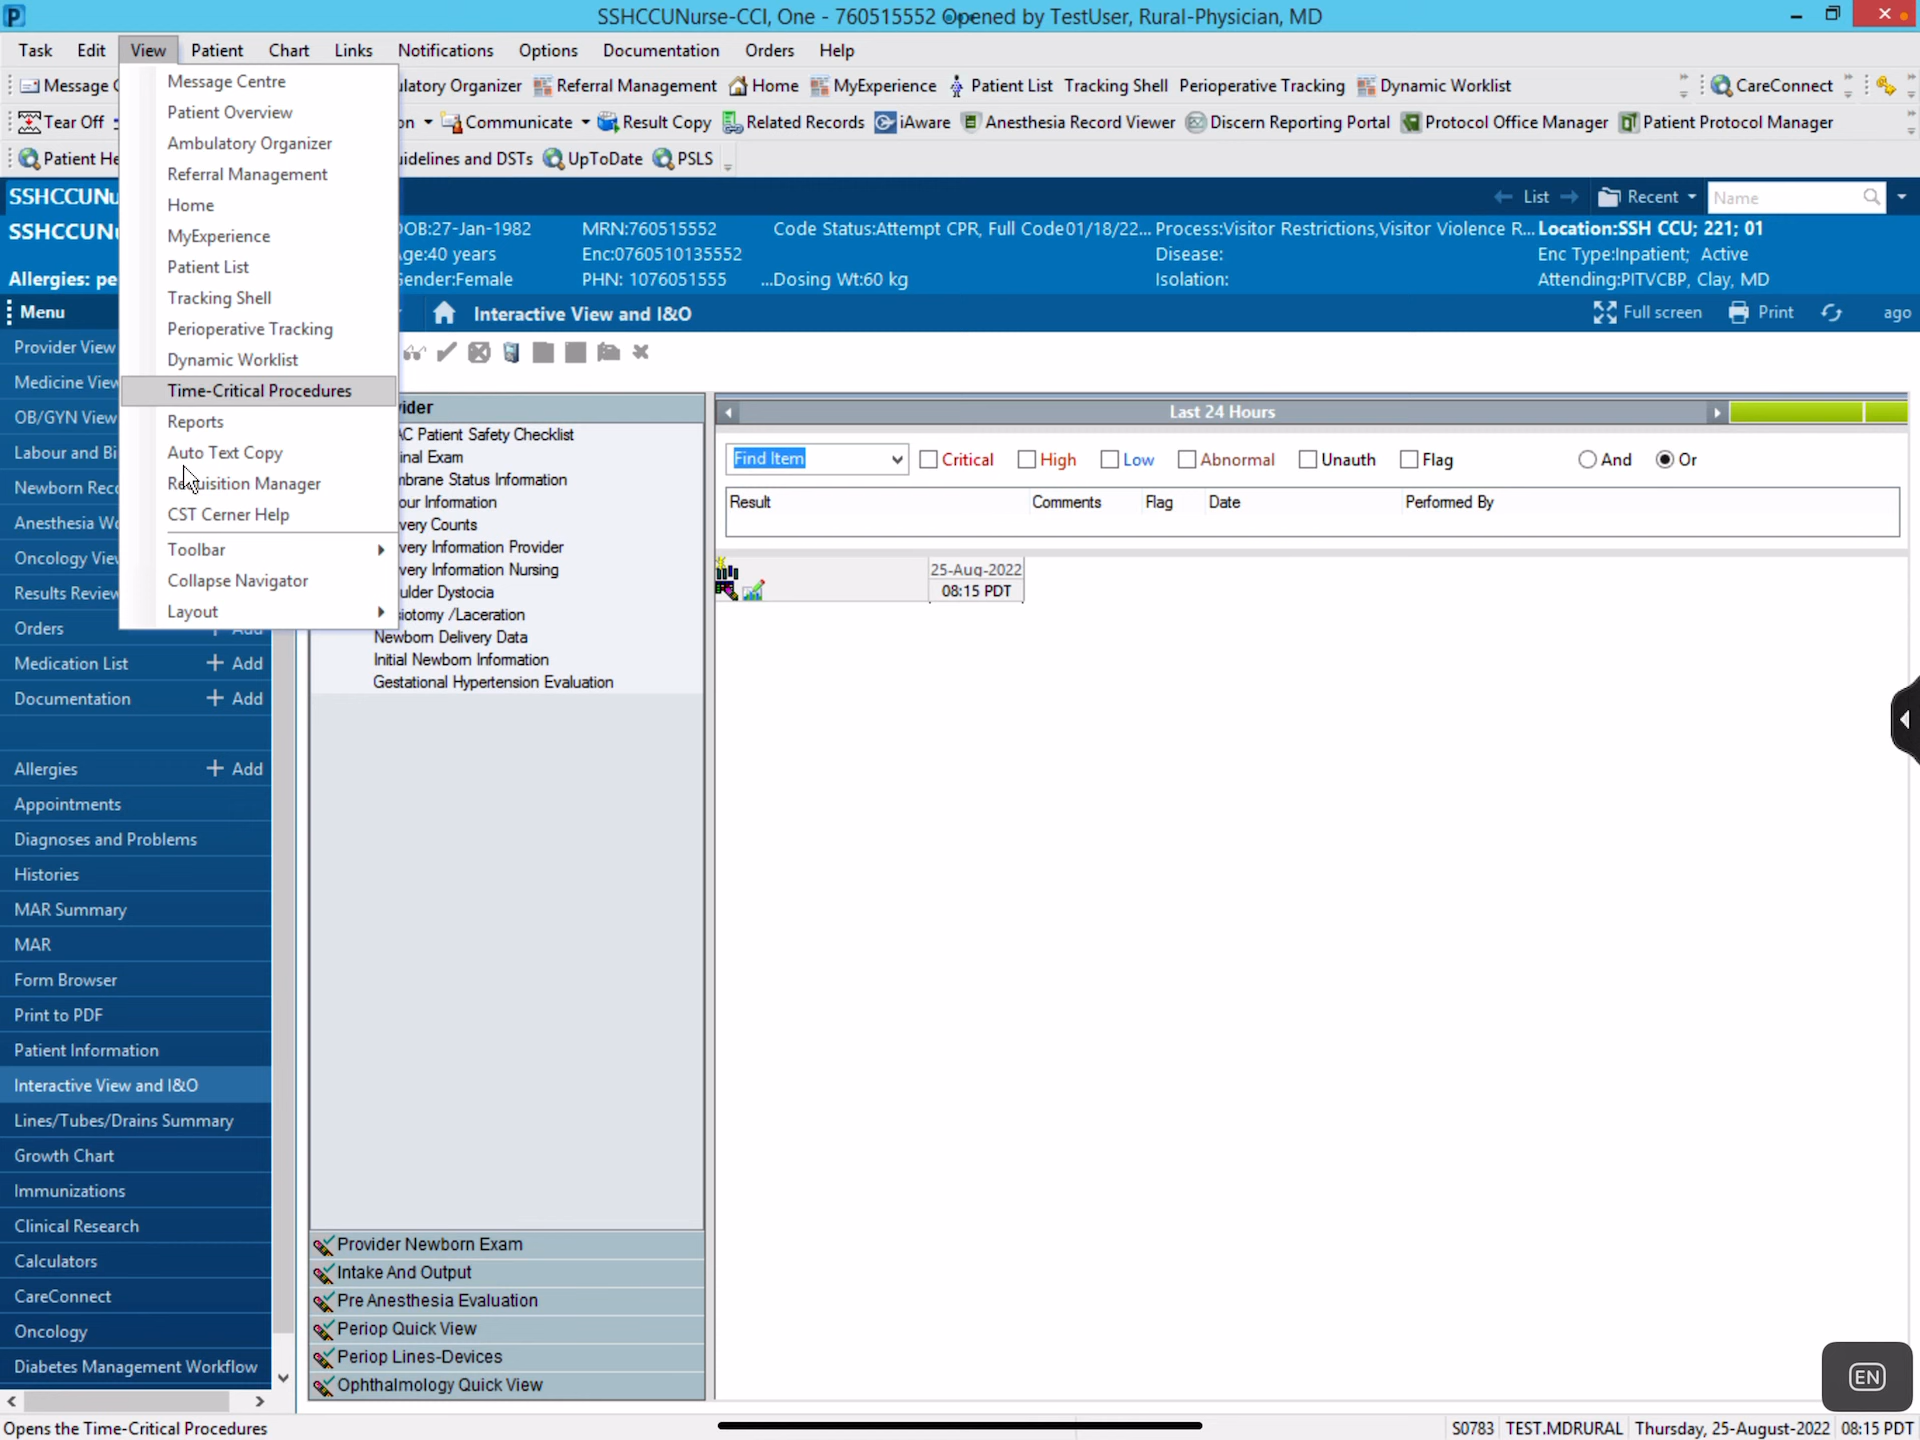 SSHCCUNurse-CCI, One - 760515552 Opened by TestUser, Rural-Physician, MD
Task Edit View Patient Chart Links Notifications Options Documentation Orders Help
Message latory Organizer Referral Management Home MyExperience Patient List Tracking Shell Perioperative Tracking Dynamic Worklist CareConnect
Tear Off on Communicate Result Copy Related Records iAware Anesthesia Record Viewer Discern Reporting Portal Protocol Office Manager Patient Protocol Manager
Patient He idelines and DSTs UpToDate PSLS
Message Centre
Patient Overview
Ambulatory Organizer
Referral Management
Home
MyExperience
Patient List
Tracking Shell
Perioperative Tracking
Dynamic Worklist
Time-Critical Procedures
Reports
Auto Text Copy
Requisition Manager
CST Cerner Help
Toolbar
Collapse Navigator
Layout
SSHCCUNu List Recent Name
SSHCCUNu OB:27-Jan-1982 MRN:760515552 Code Status:Attempt CPR, Full Code01/18/22... Process:Visitor Restrictions,Visitor Violence R... Location:SSH CCU; 221; 01
ge:40 years Enc:0760510135552 Disease: Enc Type:Inpatient; Active
Allergies: pe ender:Female PHN: 1076051555 ...Dosing Wt:60 kg Isolation: Attending:PITVCBP, Clay, MD
Menu
Interactive View and I&O
Full screen Print ago
Provider View
Medicine View
OB/GYN View
Labour and Bi
Newborn Reco
Anesthesia Wo
Oncology View
Results Review
Orders Add
Medication List Add
Documentation Add
Allergies Add
Appointments
Diagnoses and Problems
Histories
MAR Summary
MAR
Form Browser
Print to PDF
Patient Information
Interactive View and I&O
Lines/Tubes/Drains Summary
Growth Chart
Immunizations
Clinical Research
Calculators
CareConnect
Oncology
Diabetes Management Workflow
ider
AC Patient Safety Checklist
inal Exam
mbrane Status Information
our Information
very Counts
very Information Provider
very Information Nursing
ulder Dystocia
siotomy /Laceration
Newborn Delivery Data
Initial Newborn Information
Gestational Hypertension Evaluation
Provider Newborn Exam
Intake And Output
Pre Anesthesia Evaluation
Periop Quick View
Periop Lines-Devices
Ophthalmology Quick View
Last 24 Hours
Find Item Critical High Low Abnormal Unauth Flag And Or
Result Comments Flag Date Performed By
25-Aug-2022
08:15 PDT
EN
Opens the Time-Critical Procedures
S0783 TEST.MDRURAL Thursday, 25-August-2022 08:15 PDT